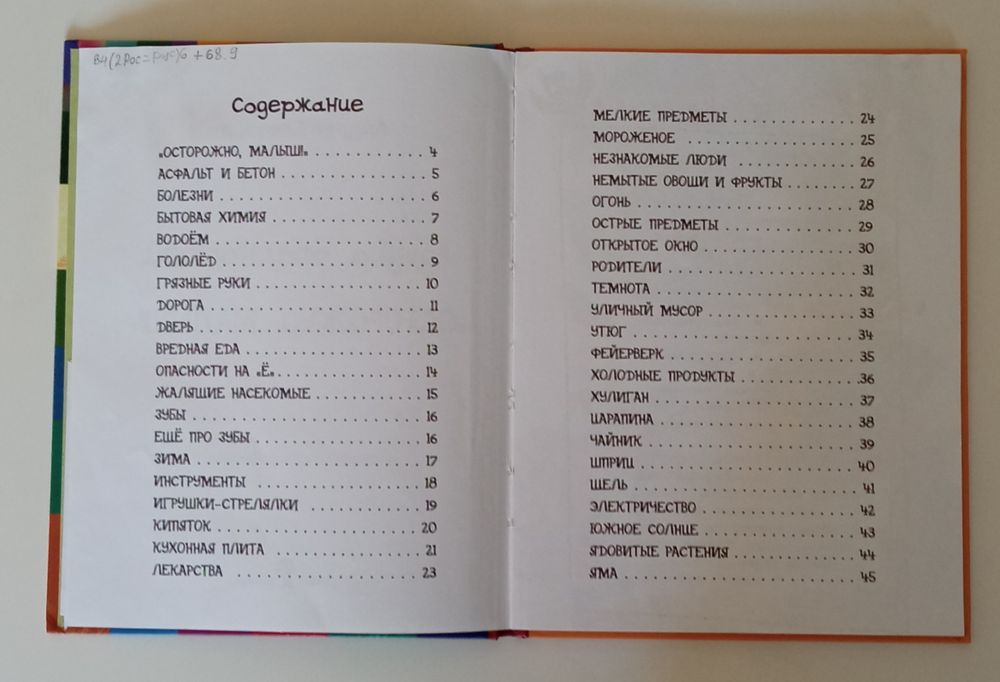 84(2Рос=Рус)6 + 68.9
Содержание
"ОСТОРОЖНО, МАЛЫШ!" . . . . . . . . . . . . . 4
АСФАЛЬТ И БЕТОН . . . . . . . . . . . . . . . . . 5
БОЛЕЗНИ . . . . . . . . . . . . . . . . . . . . . . . . 6
БЫТОВАЯ ХИМИЯ . . . . . . . . . . . . . . . . . . 7
ВОДОЁМ . . . . . . . . . . . . . . . . . . . . . . . . 8
ГОЛОЛЁД . . . . . . . . . . . . . . . . . . . . . . . . 9
ГРЯЗНЫЕ РУКИ . . . . . . . . . . . . . . . . . . . 10
ДОРОГА . . . . . . . . . . . . . . . . . . . . . . . . . 11
ДВЕРЬ . . . . . . . . . . . . . . . . . . . . . . . . . . 12
ВРЕДНАЯ ЕДА . . . . . . . . . . . . . . . . . . . . 13
ОПАСНОСТИ НА "Ё" . . . . . . . . . . . . . . . . . 14
ЖАЛЯЩИЕ НАСЕКОМЫЕ . . . . . . . . . . . . . 15
ЗУБЫ . . . . . . . . . . . . . . . . . . . . . . . . . . 16
ЕЩЁ ПРО ЗУБЫ . . . . . . . . . . . . . . . . . . . 16
ЗИМА . . . . . . . . . . . . . . . . . . . . . . . . . . 17
ИНСТРУМЕНТЫ . . . . . . . . . . . . . . . . . . . 18
ИГРУШКИ-СТРЕЛЯЛКИ . . . . . . . . . . . . . . 19
КИПЯТОК . . . . . . . . . . . . . . . . . . . . . . . . 20
КУХОННАЯ ПЛИТА . . . . . . . . . . . . . . . . . 21
ЛЕКАРСТВА . . . . . . . . . . . . . . . . . . . . . 23
МЕЛКИЕ ПРЕДМЕТЫ . . . . . . . . . . . . . . . 24
МОРОЖЕНОЕ . . . . . . . . . . . . . . . . . . . . 25
НЕЗНАКОМЫЕ ЛЮДИ . . . . . . . . . . . . . . . 26
НЕМЫТЫЕ ОВОЩИ И ФРУКТЫ . . . . . . . . . 27
ОГОНЬ . . . . . . . . . . . . . . . . . . . . . . . . . 28
ОСТРЫЕ ПРЕДМЕТЫ . . . . . . . . . . . . . . . . 29
ОТКРЫТОЕ ОКНО . . . . . . . . . . . . . . . . . . 30
РОДИТЕЛИ . . . . . . . . . . . . . . . . . . . . . . 31
ТЕМНОТА . . . . . . . . . . . . . . . . . . . . . . . 32
УЛИЧНЫЙ МУСОР . . . . . . . . . . . . . . . . . 33
УТЮГ . . . . . . . . . . . . . . . . . . . . . . . . . . 34
ФЕЙЕРВЕРК . . . . . . . . . . . . . . . . . . . . . 35
ХОЛОДНЫЕ ПРОДУКТЫ . . . . . . . . . . . . . . 36
ХУЛИГАН . . . . . . . . . . . . . . . . . . . . . . . 37
ЦАРАПИНА . . . . . . . . . . . . . . . . . . . . . . 38
ЧАЙНИК . . . . . . . . . . . . . . . . . . . . . . . . 39
ШПРИЦ . . . . . . . . . . . . . . . . . . . . . . . . 40
ЩЕЛЬ . . . . . . . . . . . . . . . . . . . . . . . . . 41
ЭЛЕКТРИЧЕСТВО . . . . . . . . . . . . . . . . . . 42
ЮЖНОЕ СОЛНЦЕ . . . . . . . . . . . . . . . . . . 43
ЯДОВИТЫЕ РАСТЕНИЯ . . . . . . . . . . . . . . 44
ЯМА . . . . . . . . . . . . . . . . . . . . . . . . . . 45